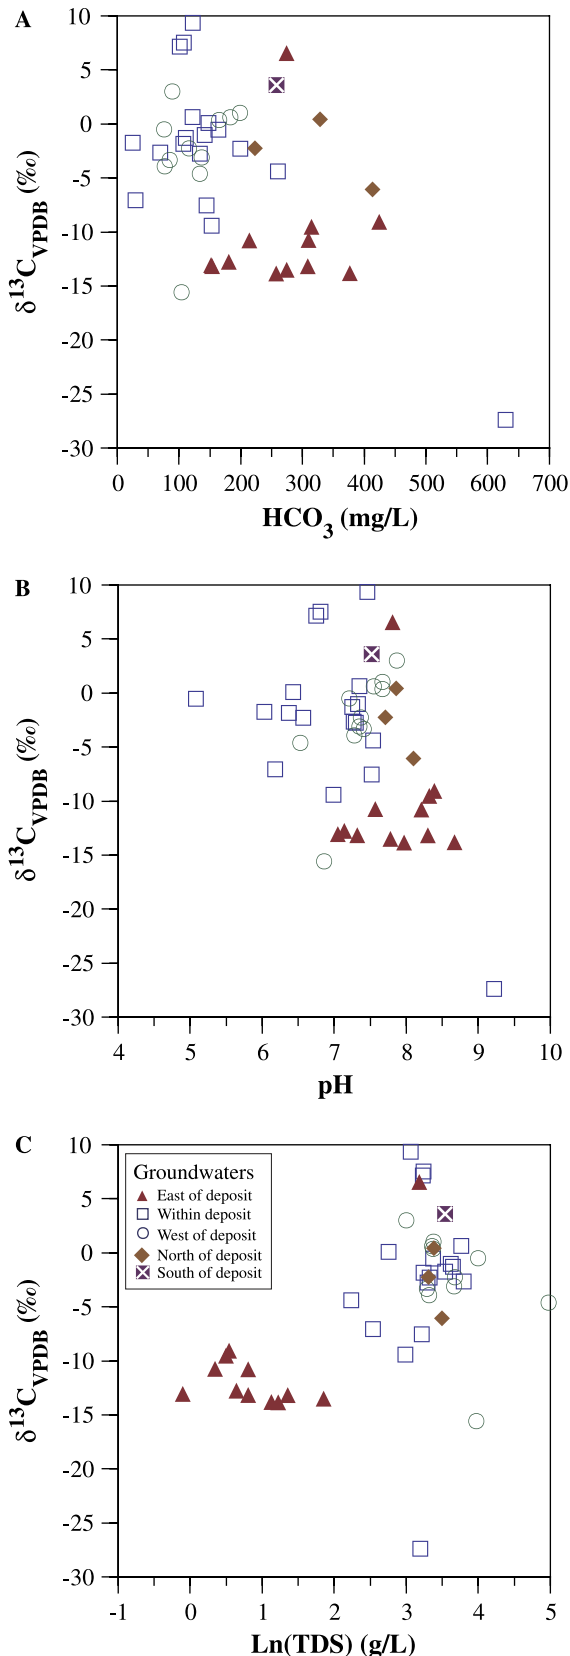 A
10
5
0
-5
-10
-15
-20
-25
-30
δ¹³C_VPDB (‰)
0 100 200 300 400 500 600 700
HCO₃ (mg/L)
B
10
5
0
-5
-10
-15
-20
-25
-30
δ¹³C_VPDB (‰)
4 5 6 7 8 9 10
pH
C
10
5
0
-5
-10
-15
-20
-25
-30
δ¹³C_VPDB (‰)
Groundwaters
East of deposit
Within deposit
West of deposit
North of deposit
South of deposit
-1 0 1 2 3 4 5
Ln(TDS) (g/L)